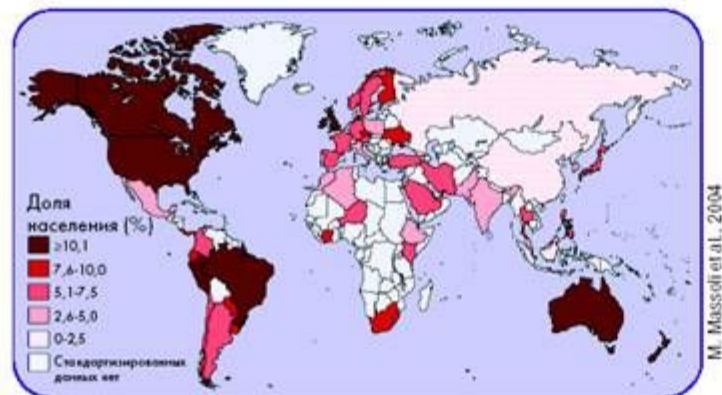 Доля
населения (%)
≥10,1
7,6-10,0
5,1-7,5
2,6-5,0
0-2,5
Стандартизированных
данных нет
M. Massoli et al., 2004